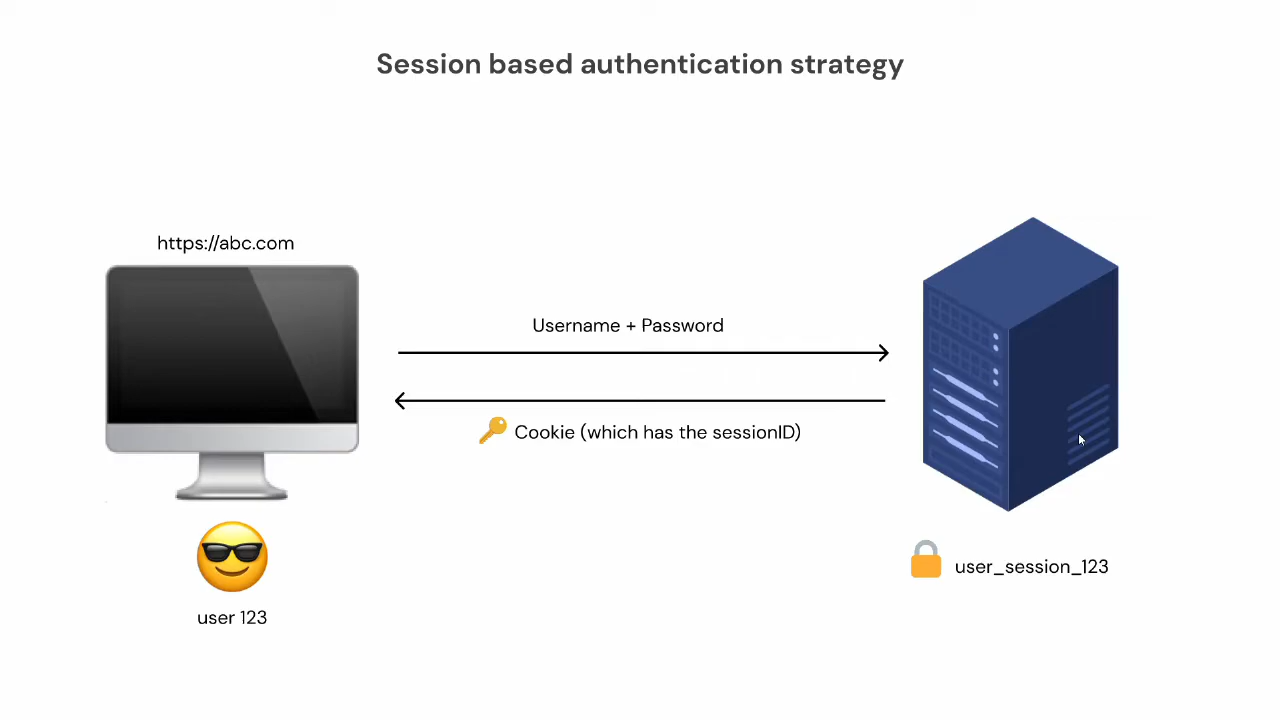 Session based authentication strategy
https://abc.com
Username + Password
Cookie (which has the sessionID)
user_session_123
user 123